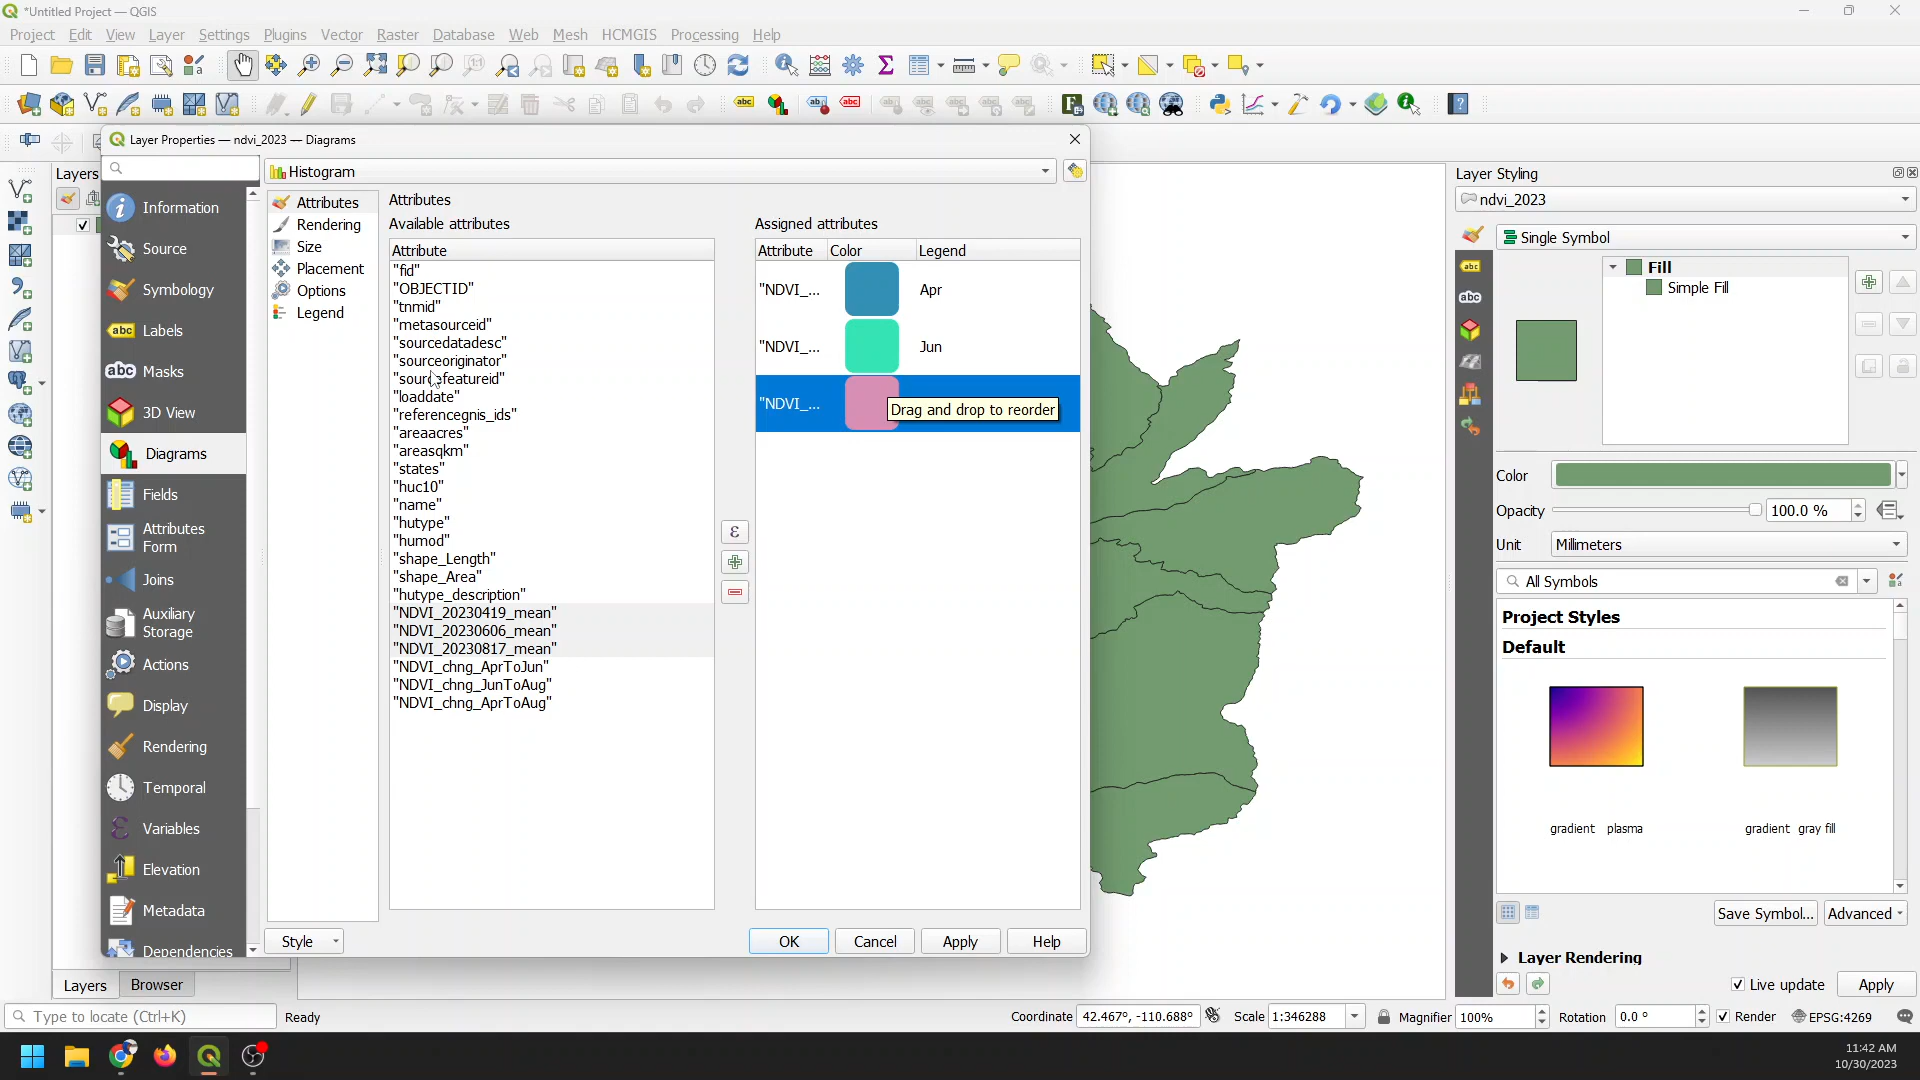 *Untitled Project — QGIS
Project Edit View Layer Settings Plugins Vector Raster Database Web Mesh HCMGIS Processing Help
Layer Properties — ndvi_2023 — Diagrams
Layers
Histogram
Information
Source
Symbology
abc Labels
abc Masks
3D View
Diagrams
Fields
Attributes Form
Joins
Auxiliary Storage
Actions
Display
Rendering
Temporal
Variables
Elevation
Metadata
Dependencies
Attributes
Rendering
Size
Placement
Options
Legend
Attributes
Available attributes
Attribute
"fid"
"OBJECTID"
"tnmid"
"metasourceid"
"sourcedatadesc"
"sourceoriginator"
"sourcefeatureid"
"loaddate"
"referencegnis_ids"
"areaacres"
"areasqkm"
"states"
"huc10"
"name"
"hutype"
"humod"
"shape_Length"
"shape_Area"
"hutype_description"
"NDVI_20230419_mean"
"NDVI_20230606_mean"
"NDVI_20230817_mean"
"NDVI_chng_AprToJun"
"NDVI_chng_JunToAug"
"NDVI_chng_AprToAug"
ε
Assigned attributes
Attribute Color Legend
"NDVI_... Apr
"NDVI_... Jun
"NDVI_...
Drag and drop to reorder
Style
OK Cancel Apply Help
Layer Styling
ndvi_2023
Single Symbol
Fill
Simple Fill
Color
Opacity 100.0 %
Unit Millimeters
All Symbols
Project Styles
Default
gradient plasma
gradient gray fill
Save Symbol... Advanced
Layer Rendering
Live update Apply
Layers Browser
Type to locate (Ctrl+K) Ready Coordinate 42.467°, -110.688° Scale 1:346288 Magnifier 100% Rotation 0.0 ° Render EPSG:4269
11:42 AM
10/30/2023